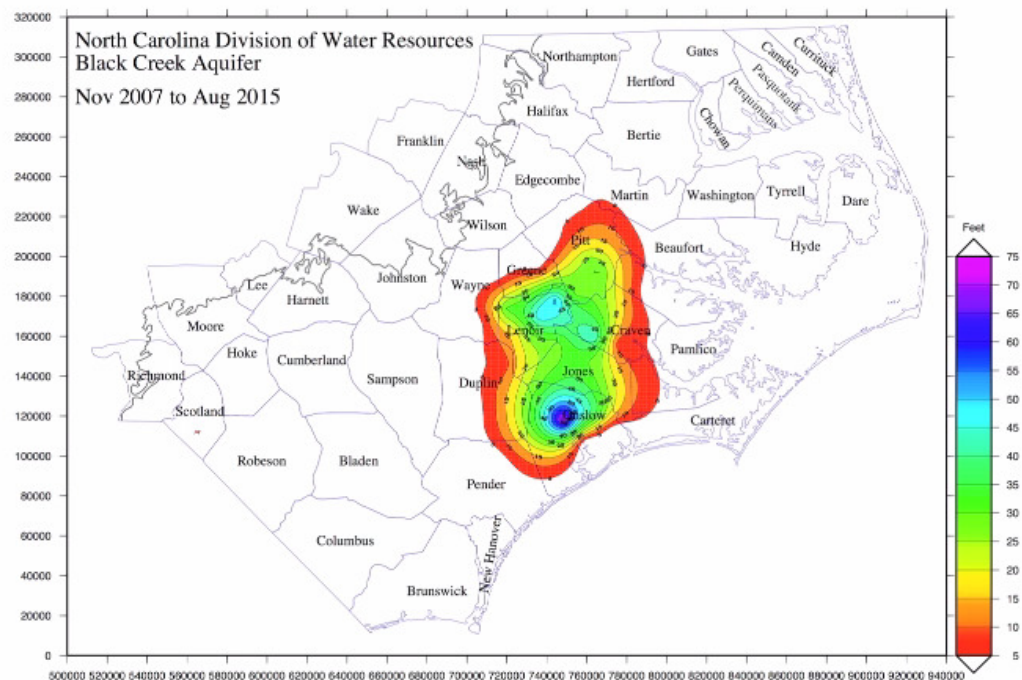 North Carolina Division of Water Resources
Black Creek Aquifer
Nov 2007 to Aug 2015
320000
300000
280000
260000
240000
220000
200000
180000
160000
140000
120000
100000
80000
60000
40000
20000
0
500000 520000 540000 560000 580000 600000 620000 640000 660000 680000 700000 720000 740000 760000 780000 800000 820000 840000 860000 880000 900000 920000 940000
Northampton
Gates
Camden
Currituck
Hertford
Pasquotank
Perquimans
Halifax
Chowan
Bertie
Franklin
Nash
Edgecombe
Martin
Washington
Tyrrell
Dare
Wake
Wilson
Pitt
Beaufort
Hyde
Greene
Johnston
Wayne
Lee
Harnett
Moore
Lenoir
Craven
Pamlico
Hoke
Cumberland
Richmond
Sampson
Duplin
Jones
Scotland
Onslow
Carteret
Robeson
Bladen
Pender
Columbus
New Hanover
Brunswick
Feet
75
70
65
60
55
50
45
40
35
30
25
20
15
10
5